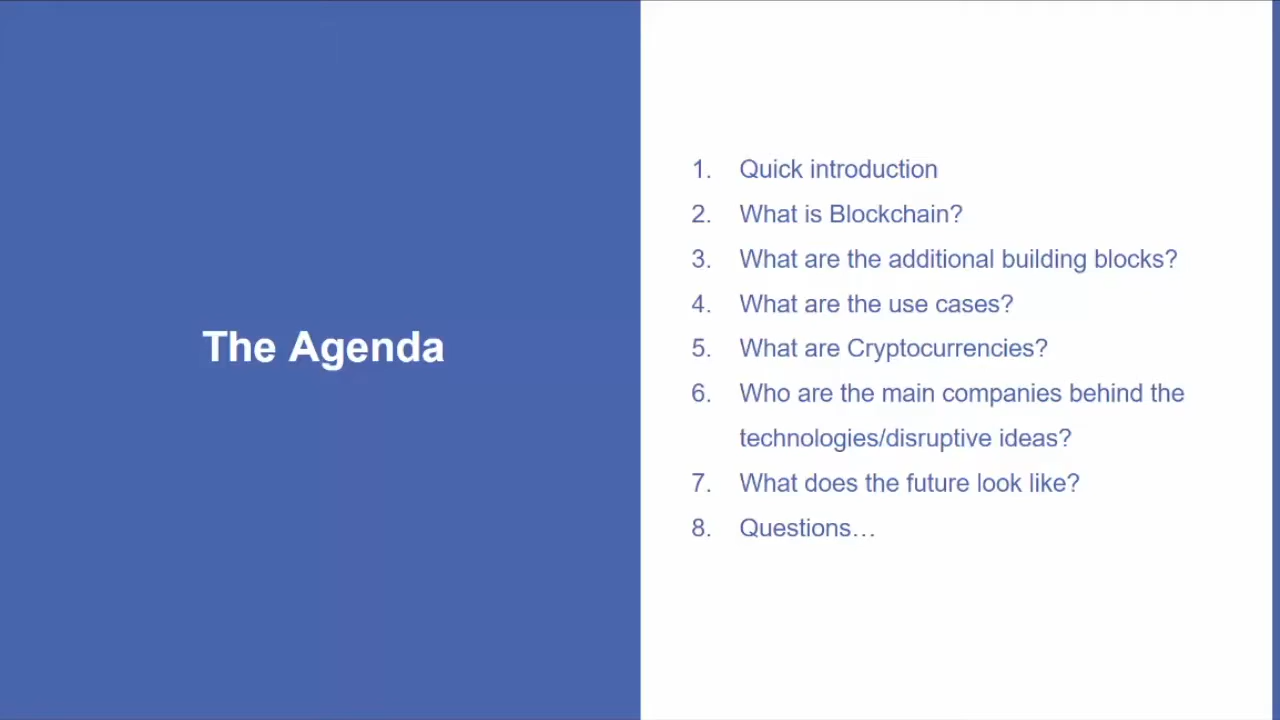 The Agenda
1. Quick introduction
2. What is Blockchain?
3. What are the additional building blocks?
4. What are the use cases?
5. What are Cryptocurrencies?
6. Who are the main companies behind the
technologies/disruptive ideas?
7. What does the future look like?
8. Questions…